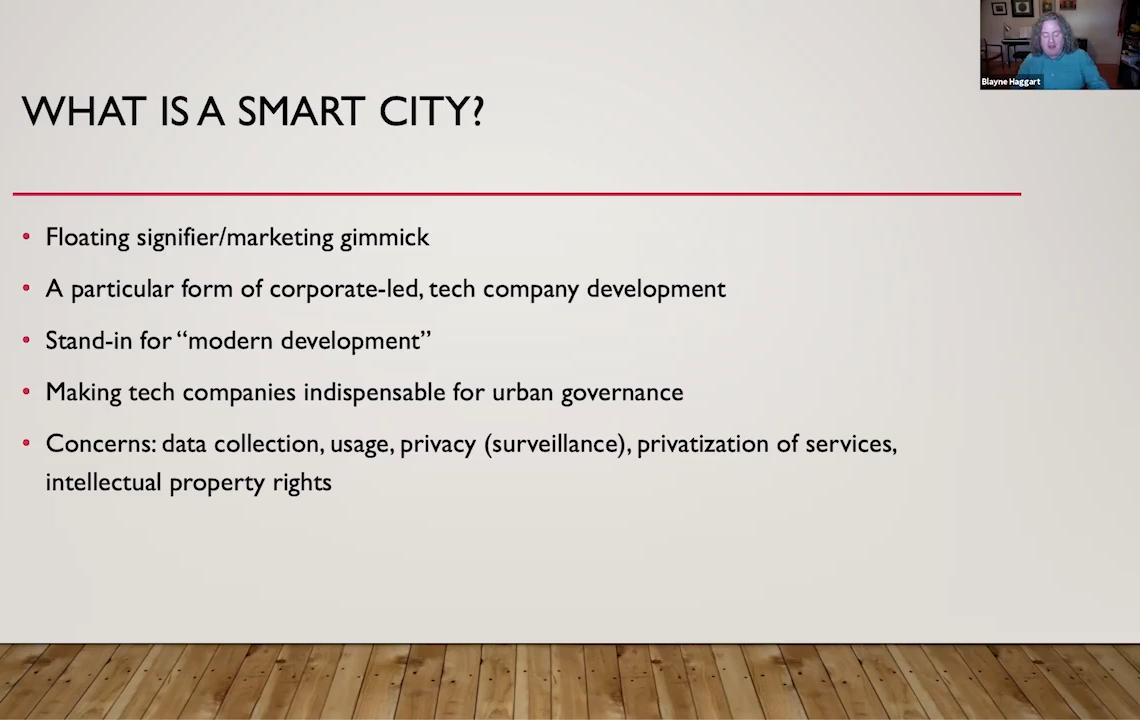 Blayne Haggart
WHAT IS A SMART CITY?
• Floating signifier/marketing gimmick
• A particular form of corporate-led, tech company development
• Stand-in for “modern development”
• Making tech companies indispensable for urban governance
• Concerns: data collection, usage, privacy (surveillance), privatization of services,
intellectual property rights